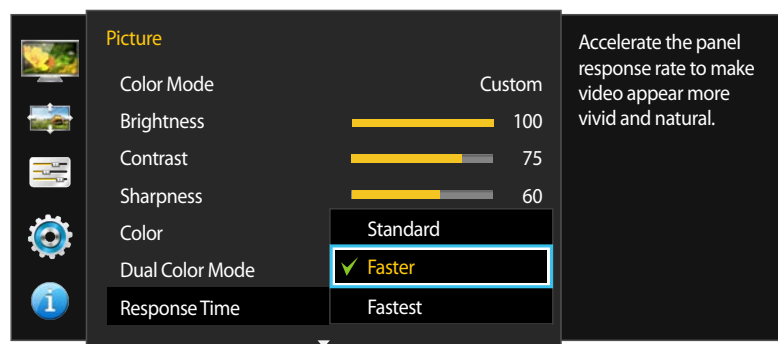 Picture
Color Mode Custom
Brightness 100
Contrast 75
Sharpness 60
Color
Dual Color Mode
Response Time
Standard
Faster
Fastest
Accelerate the panel
response rate to make
video appear more
vivid and natural.